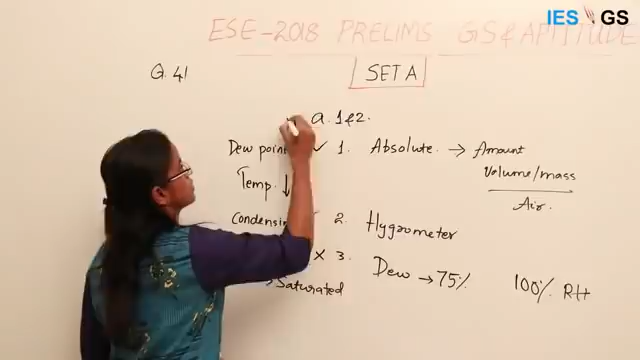 IES GS
ESE-2018 PRELIMS GS & APTITUDE
Q. 41
SET A
a. 1 & 2.
Dew point ✓ 1. Absolute. → Amount
Volume/mass
Temp. ↓
Air.
Condensin 2. Hygrometer
x 3. Dew → 75% 100% RH
→ Saturated